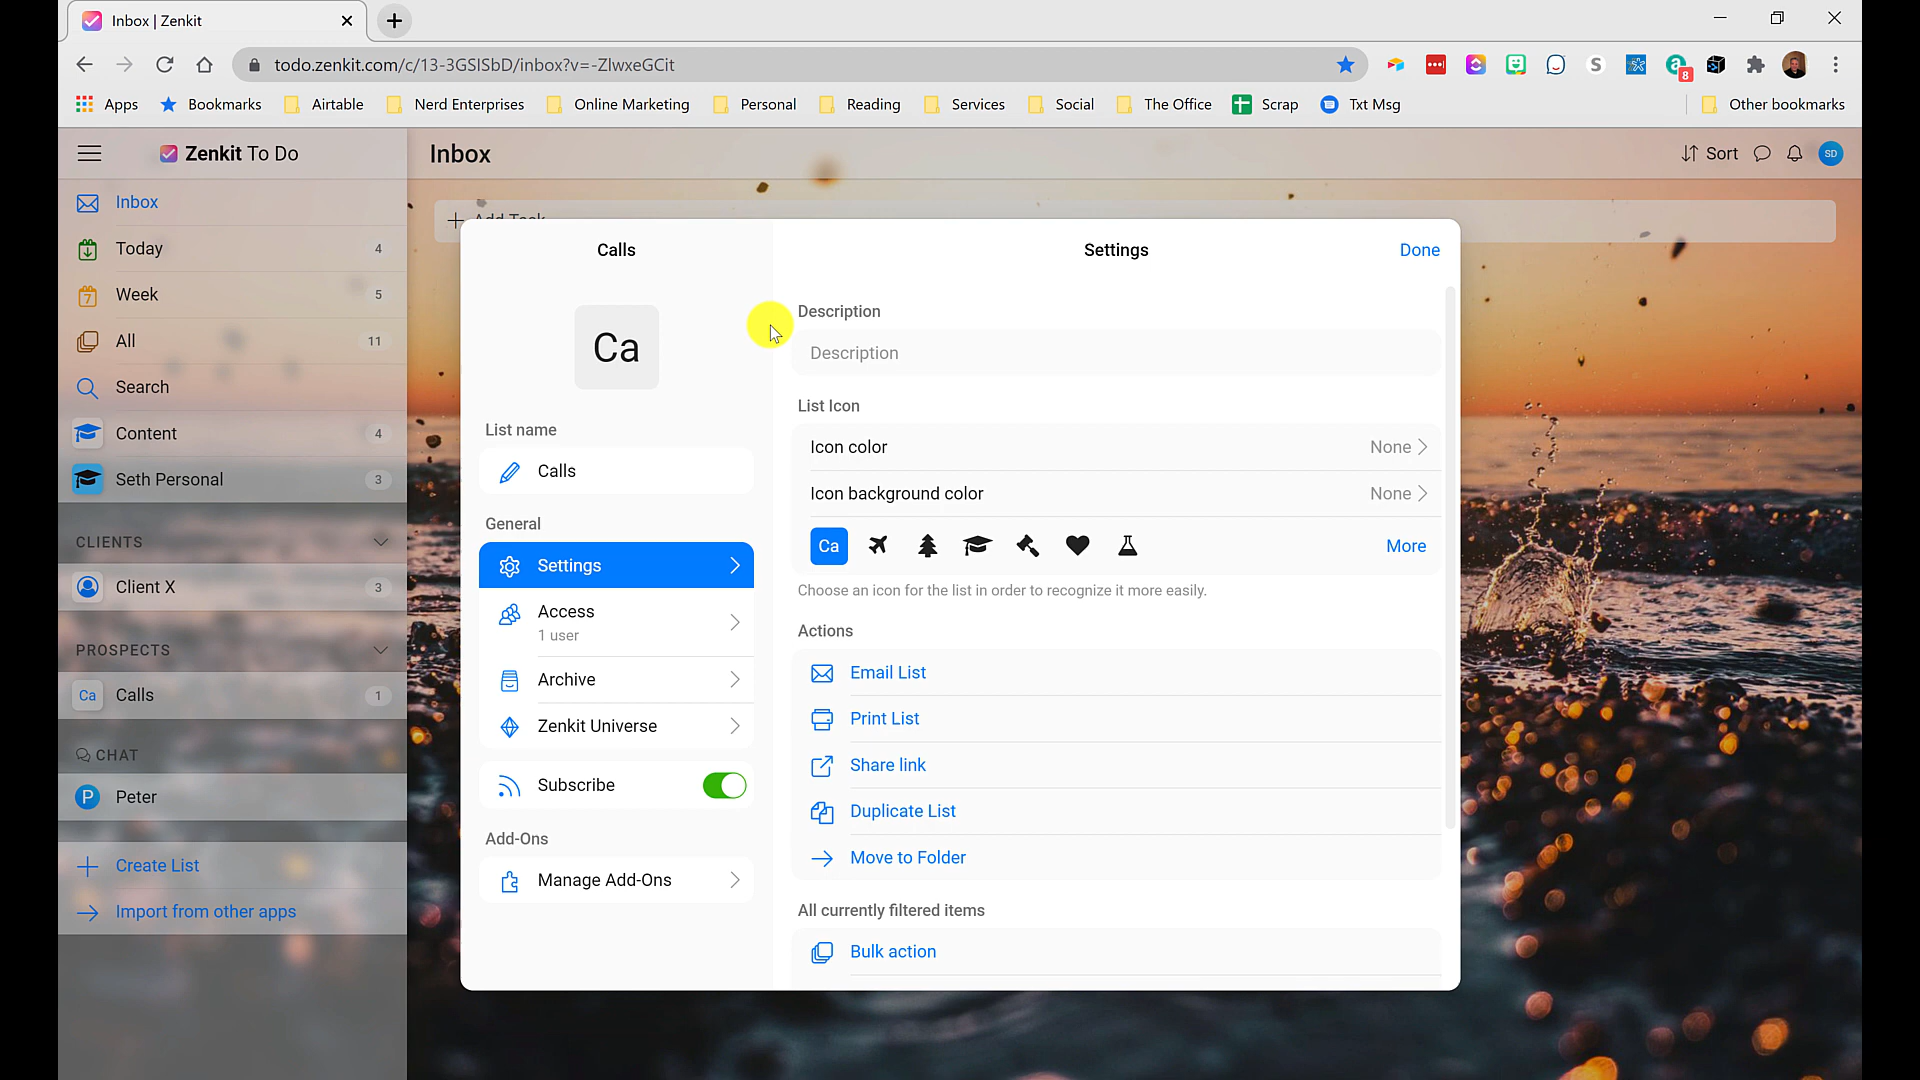 Inbox | Zenkit
todo.zenkit.com/c/13-3GSlSbD/inbox?v=-ZlwxeGCit
8
Apps Bookmarks Airtable Nerd Enterprises Online Marketing Personal Reading Services Social The Office Scrap Txt Msg Other bookmarks
Zenkit To Do
Inbox
Sort
SD
Inbox
Today 4
7 Week 5
All 11
Search
Content 4
Seth Personal 3
CLIENTS
Client X 3
PROSPECTS
Ca Calls 1
CHAT
P Peter
Create List
Import from other apps
Add Task
Calls
Ca
List name
Calls
General
Settings
Access
1 user
Archive
Zenkit Universe
Subscribe
Add-Ons
Manage Add-Ons
Settings
Done
Description
Description
List Icon
Icon color None
Icon background color None
Ca More
Choose an icon for the list in order to recognize it more easily.
Actions
Email List
Print List
Share link
Duplicate List
Move to Folder
All currently filtered items
Bulk action